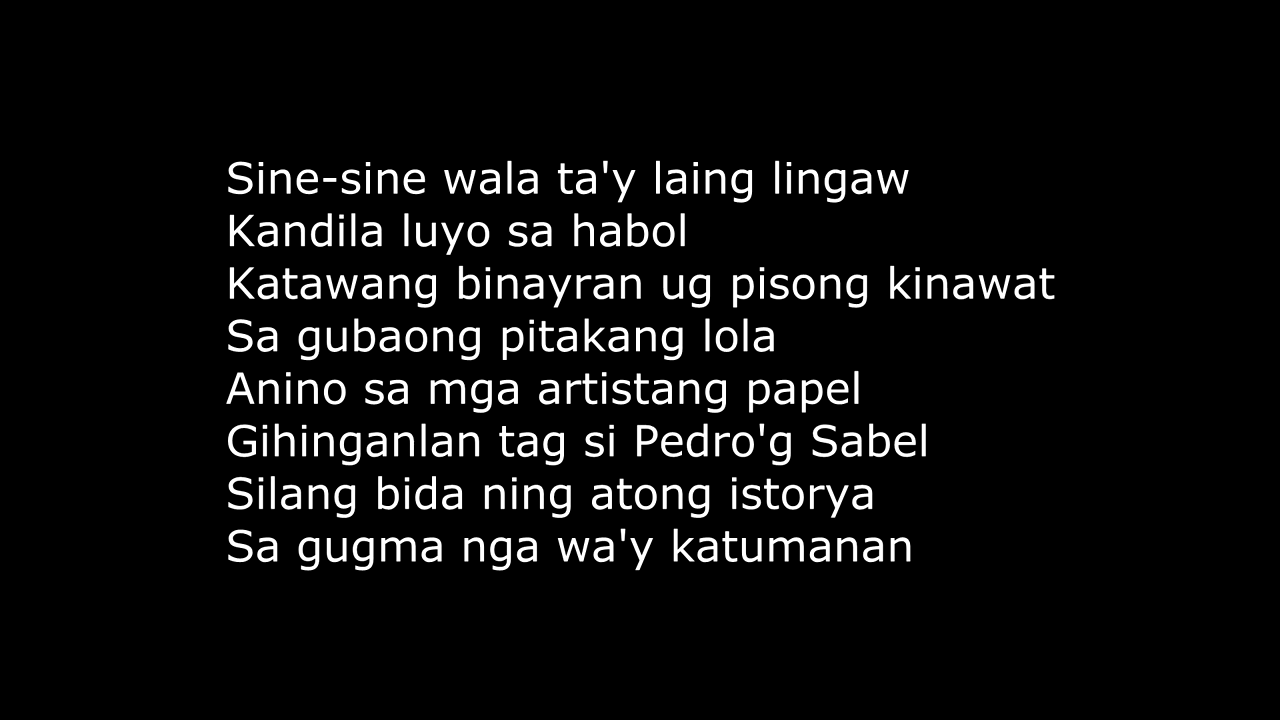 Sine-sine wala ta'y laing lingaw
Kandila luyo sa habol
Katawang binayran ug pisong kinawat
Sa gubaong pitakang lola
Anino sa mga artistang papel
Gihinganlan tag si Pedro'g Sabel
Silang bida ning atong istorya
Sa gugma nga wa'y katumanan